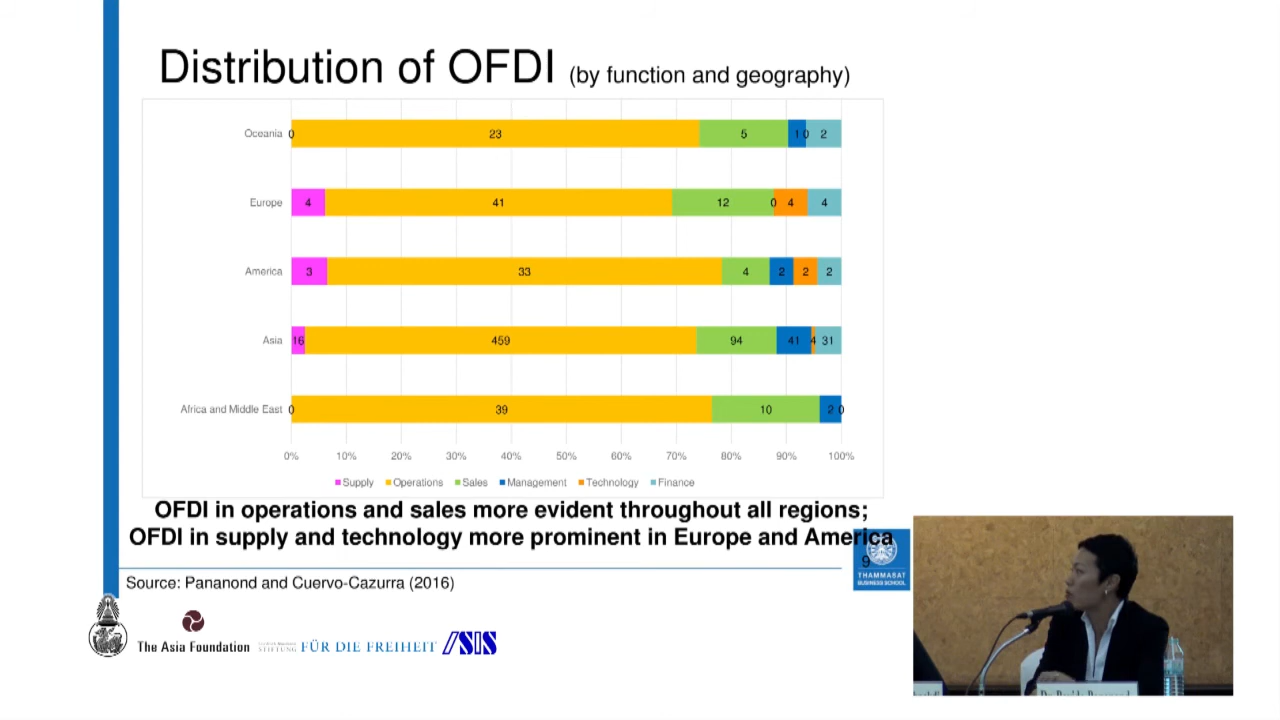 Distribution of OFDI (by function and geography)
Oceania 0 23 5 1 0 2
Europe 4 41 12 0 4 4
America 3 33 4 2 2 2
Asia 16 459 94 41 4 31
Africa and Middle East 0 39 10 2 0
0% 10% 20% 30% 40% 50% 60% 70% 80% 90% 100%
Supply Operations Sales Management Technology Finance
OFDI in operations and sales more evident throughout all regions;
OFDI in supply and technology more prominent in Europe and America
9
THAMMASAT
BUSINESS SCHOOL
Source: Pananond and Cuervo-Cazurra (2016)
The Asia Foundation
STIFTUNG FÜR DIE FREIHEIT
ISIS